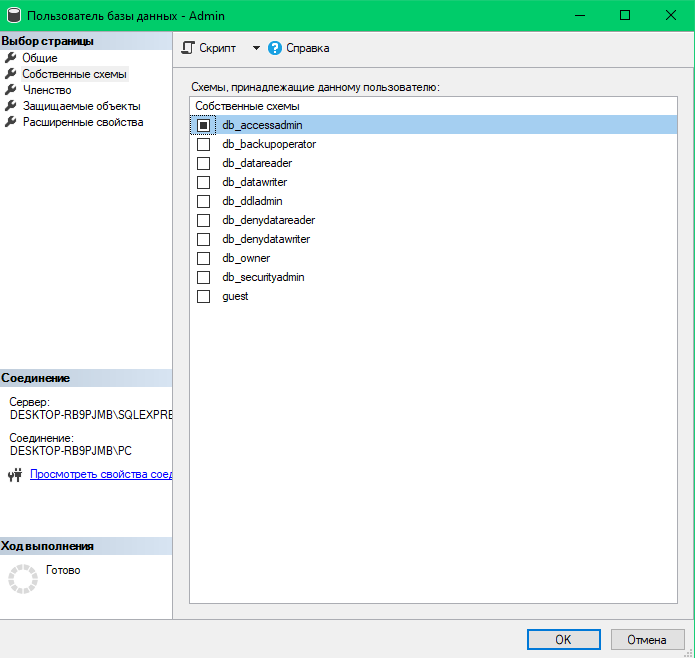 Пользователь базы данных - Admin
Выбор страницы
Общие
Собственные схемы
Членство
Защищаемые объекты
Расширенные свойства
Скрипт
Справка
Схемы, принадлежащие данному пользователю:
Собственные схемы
db_accessadmin
db_backupoperator
db_datareader
db_datawriter
db_ddladmin
db_denydatareader
db_denydatawriter
db_owner
db_securityadmin
guest
Соединение
Сервер:
DESKTOP-RB9PJMB\SQLEXPRE
Соединение:
DESKTOP-RB9PJMB\PC
Просмотреть свойства соед
Ход выполнения
Готово
OK
Отмена